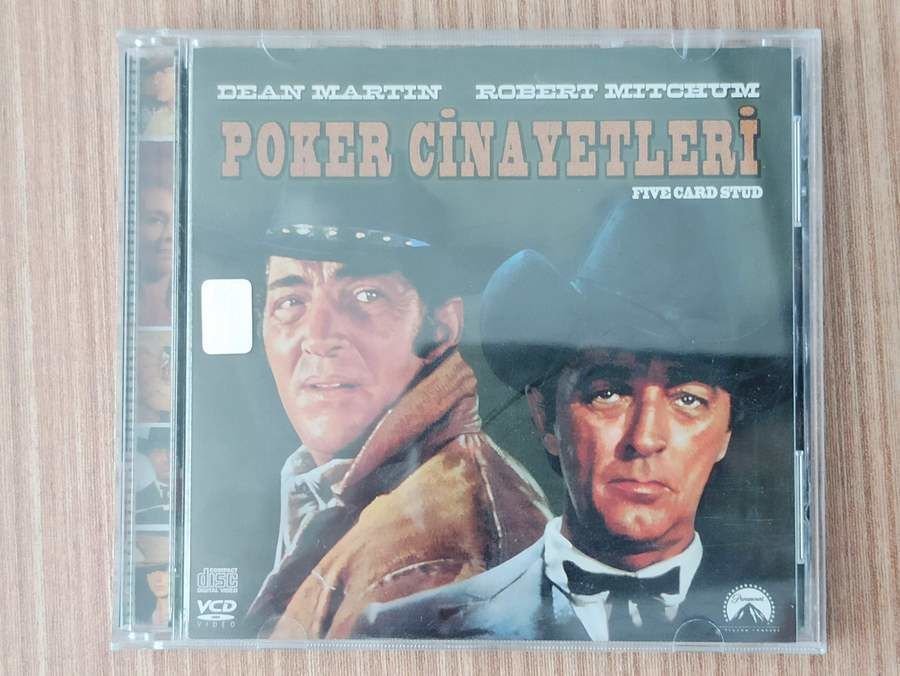 DEAN MARTIN ROBERT MITCHUM
POKER CİNAYETLERİ
FIVE CARD STUD
COMPACT
disc
DIGITAL VIDEO
VCD
VIDEO
Paramount